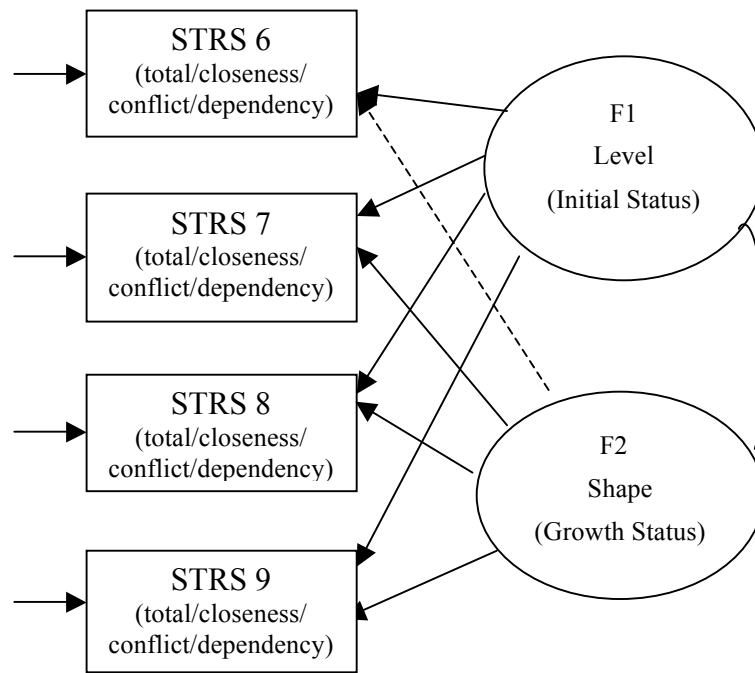 STRS 6
(total/closeness/
conflict/dependency)
STRS 7
(total/closeness/
conflict/dependency)
STRS 8
(total/closeness/
conflict/dependency)
STRS 9
(total/closeness/
conflict/dependency)
F1
Level
(Initial Status)
F2
Shape
(Growth Status)